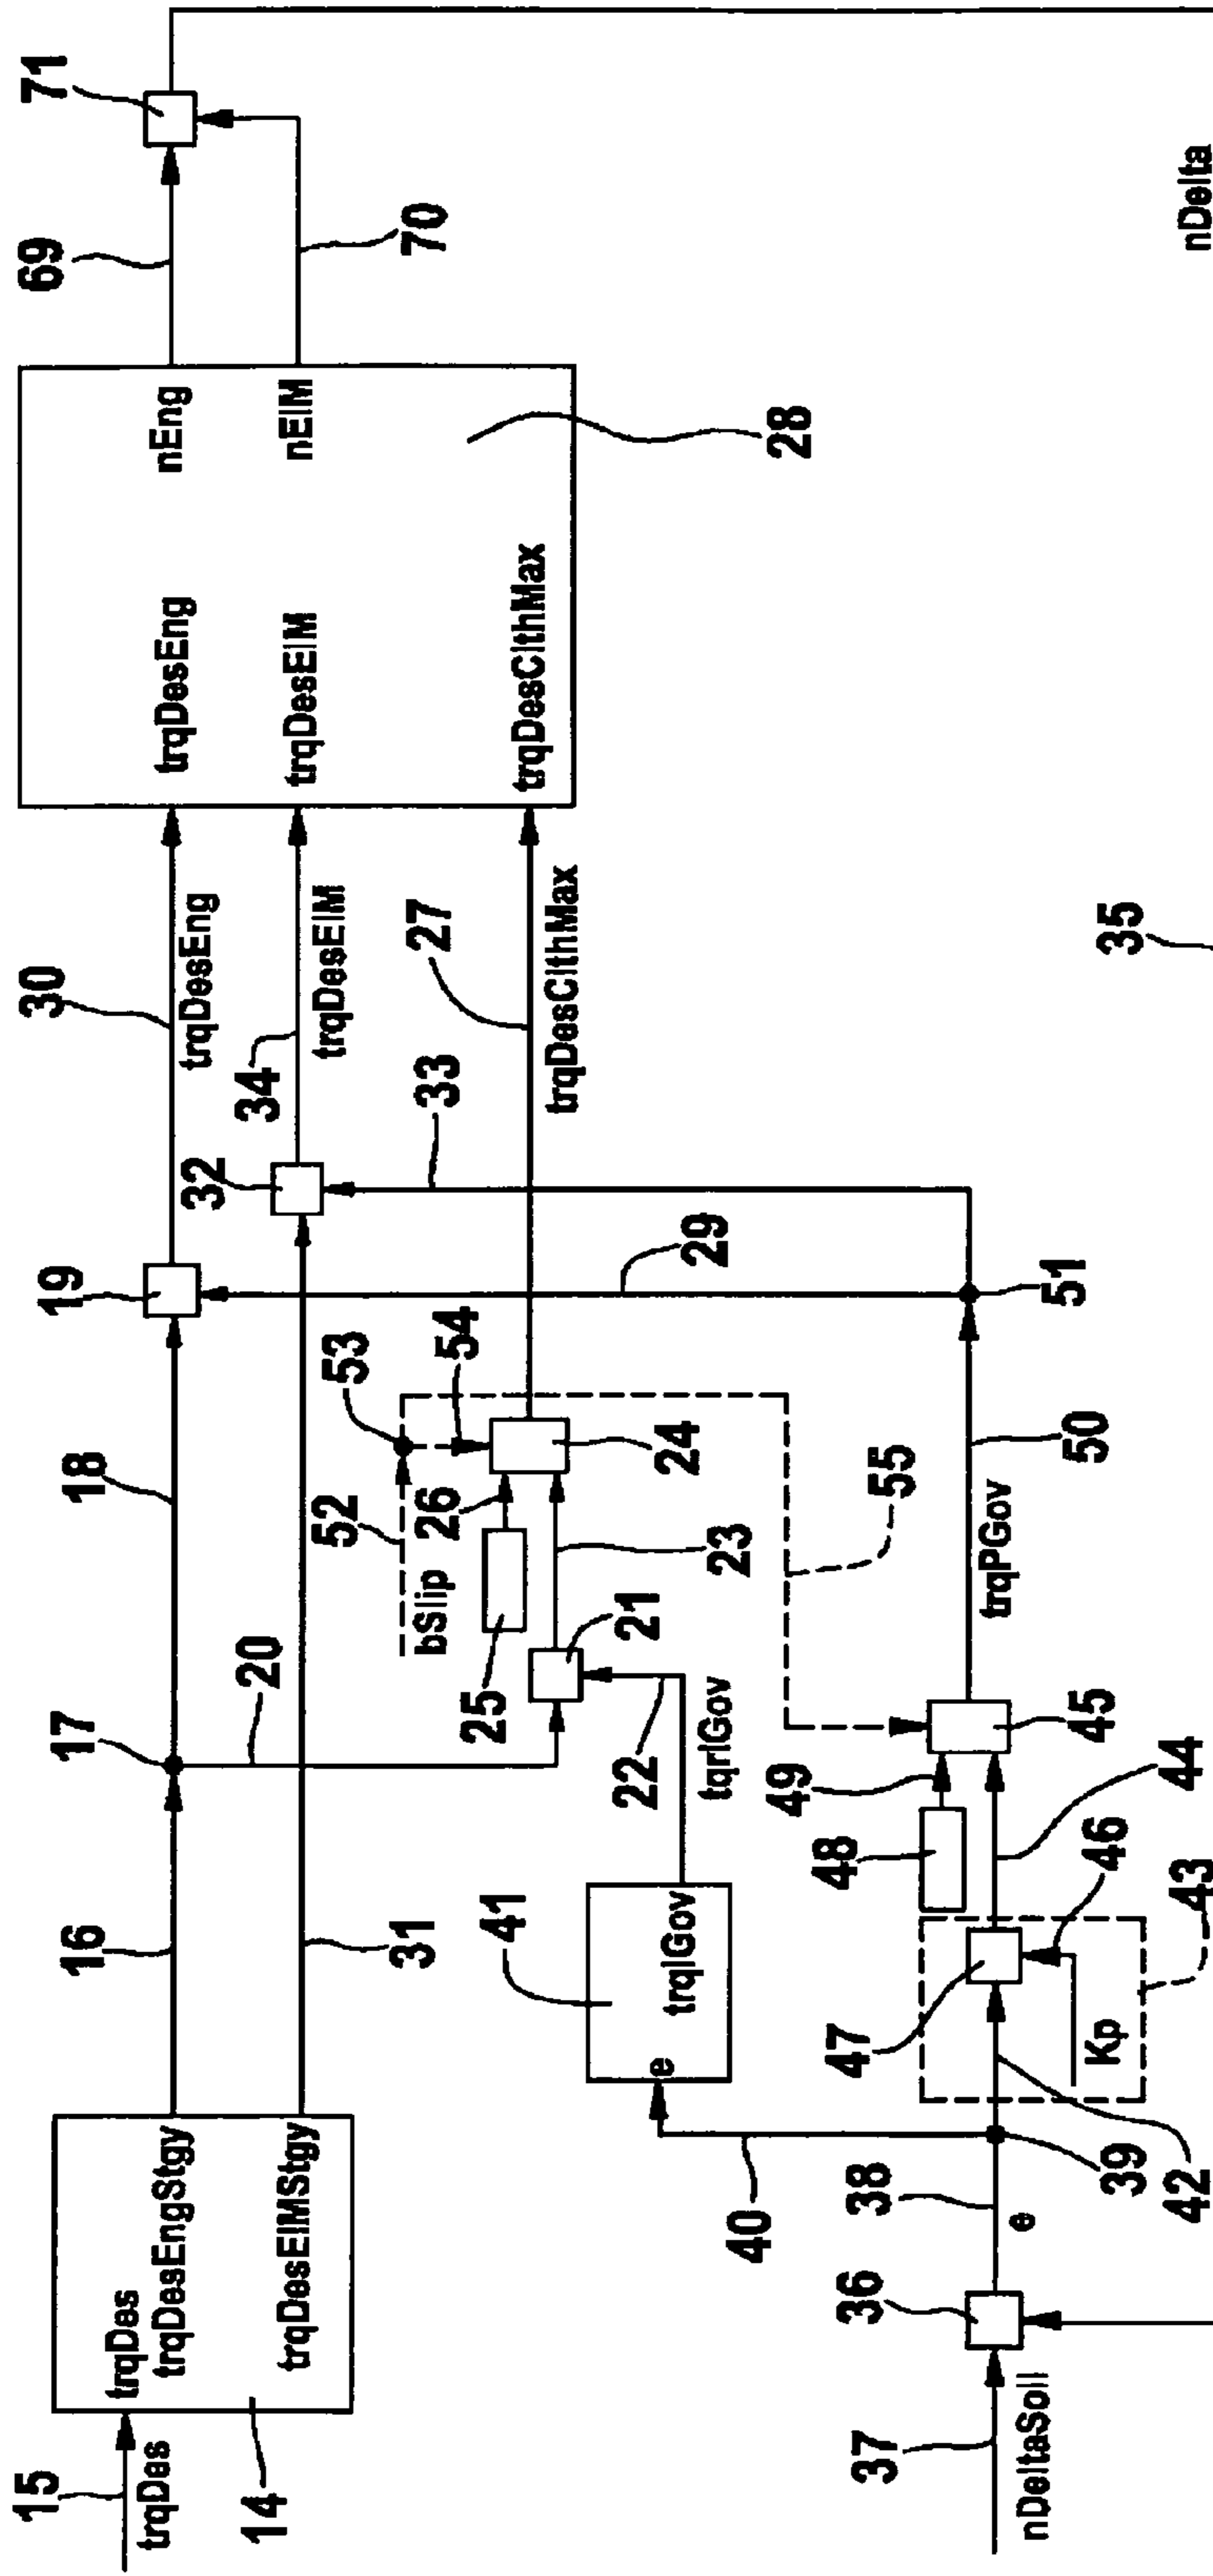 15
trqDes
trqDes
trqDesEngStgy
trqDesElMStgy
14
16
31
17
20
18
19
32
30
trqDesEng
34
trqDesElM
33
29
trqDesEng
trqDesElM
trqDesClthMax
nEng
nElM
28
69
70
71
52
bSlip
53
54
26
25
24
23
21
22
tqrIGov
27
trqDesClthMax
55
41
e
trqIGov
40
37
nDeltaSoll
36
38
e
39
42
47
Kp
46
43
44
48
49
45
50
trqPGov
51
35
nDelta